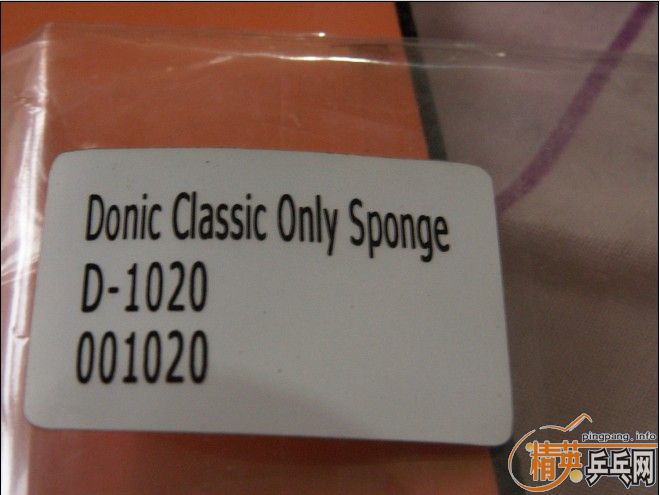 Donic Classic Only Sponge
D-1020
001020
pingpang.info
精英乒乓网